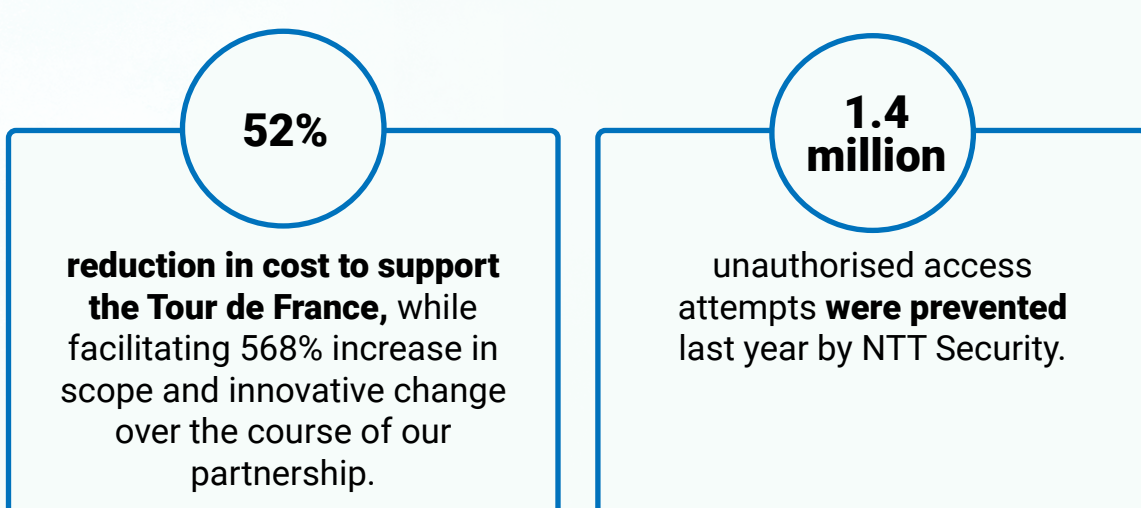 52%
reduction in cost to support
the Tour de France, while
facilitating 568% increase in
scope and innovative change
over the course of our
partnership.
1.4
million
unauthorised access
attempts were prevented
last year by NTT Security.